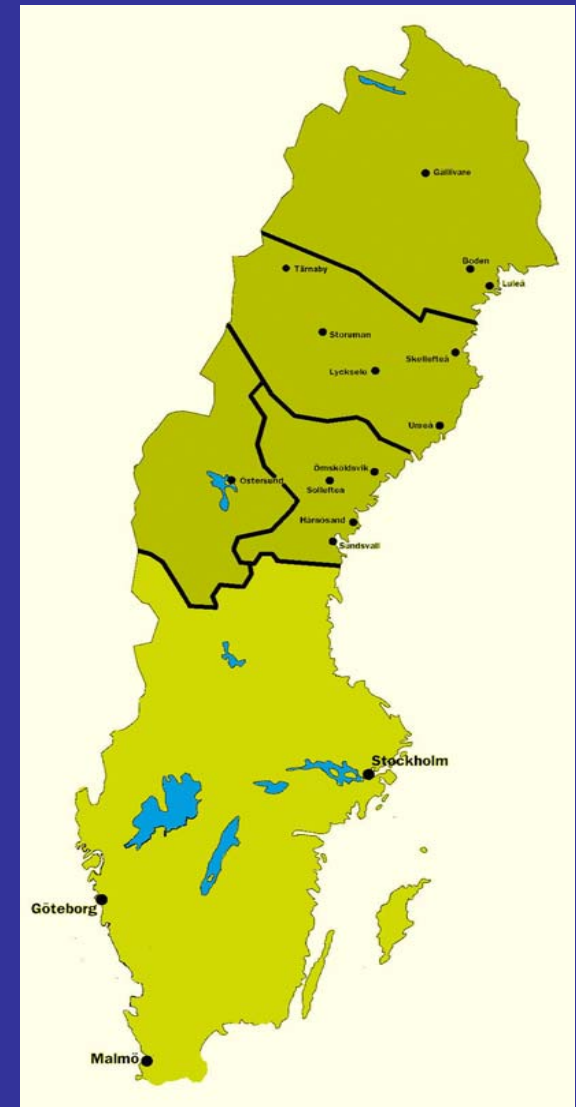 Gällivare
Boden
Luleå
Tärnaby
Storuman
Skellefteå
Lycksele
Umeå
Örnsköldsvik
Östersund
Sollefteå
Härnösand
Sundsvall
Stockholm
Göteborg
Malmö